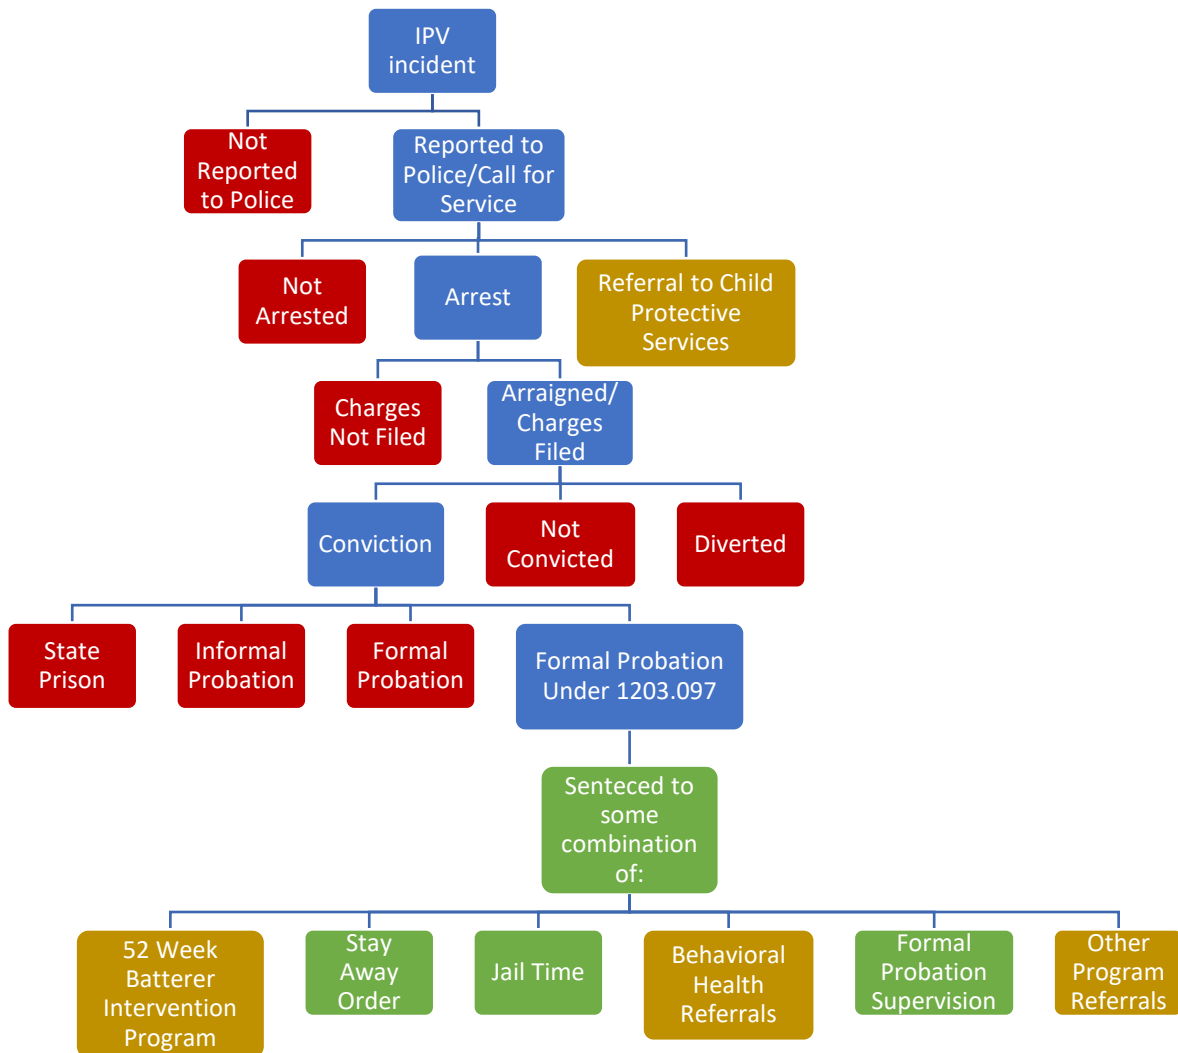 IPV
incident
Not
Reported
to Police
Reported to
Police/Call for
Service
Not
Arrested
Arrest
Referral to Child
Protective
Services
Charges
Not Filed
Arraigned/
Charges
Filed
Conviction
Not
Convicted
Diverted
State
Prison
Informal
Probation
Formal
Probation
Formal Probation
Under 1203.097
Senteced to
some
combination
of:
52 Week
Batterer
Intervention
Program
Stay
Away
Order
Jail Time
Behavioral
Health
Referrals
Formal
Probation
Supervision
Other
Program
Referrals